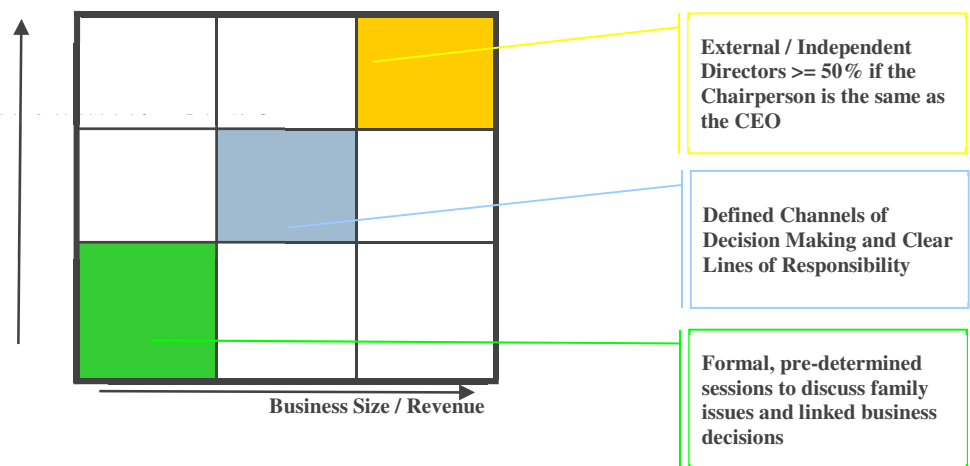 External / Independent
Directors >= 50% if the
Chairperson is the same as
the CEO
Defined Channels of
Decision Making and Clear
Lines of Responsibility
Formal, pre-determined
sessions to discuss family
issues and linked business
decisions
Business Size / Revenue